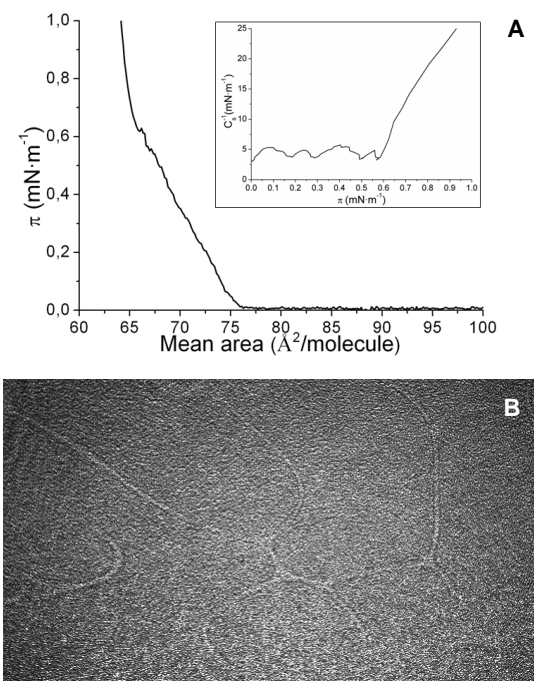 A
1,0
0,8
0,6
0,4
0,2
0,0
π (mN·m⁻¹)
60 65 70 75 80 85 90 95 100
Mean area (Å²/molecule)
25
20
15
10
5
0
Cₛ⁻¹(mN·m⁻¹)
0.0 0.1 0.2 0.3 0.4 0.5 0.6 0.7 0.8 0.9 1.0
π (mN·m⁻¹)
B